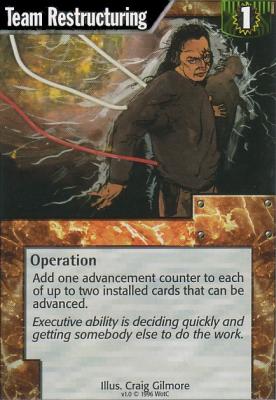 Team Restructuring
1
Operation
Add one advancement counter to each
of up to two installed cards that can be
advanced.
Executive ability is deciding quickly and
getting somebody else to do the work.
Illus. Craig Gilmore
v1.0 © 1996 WotC